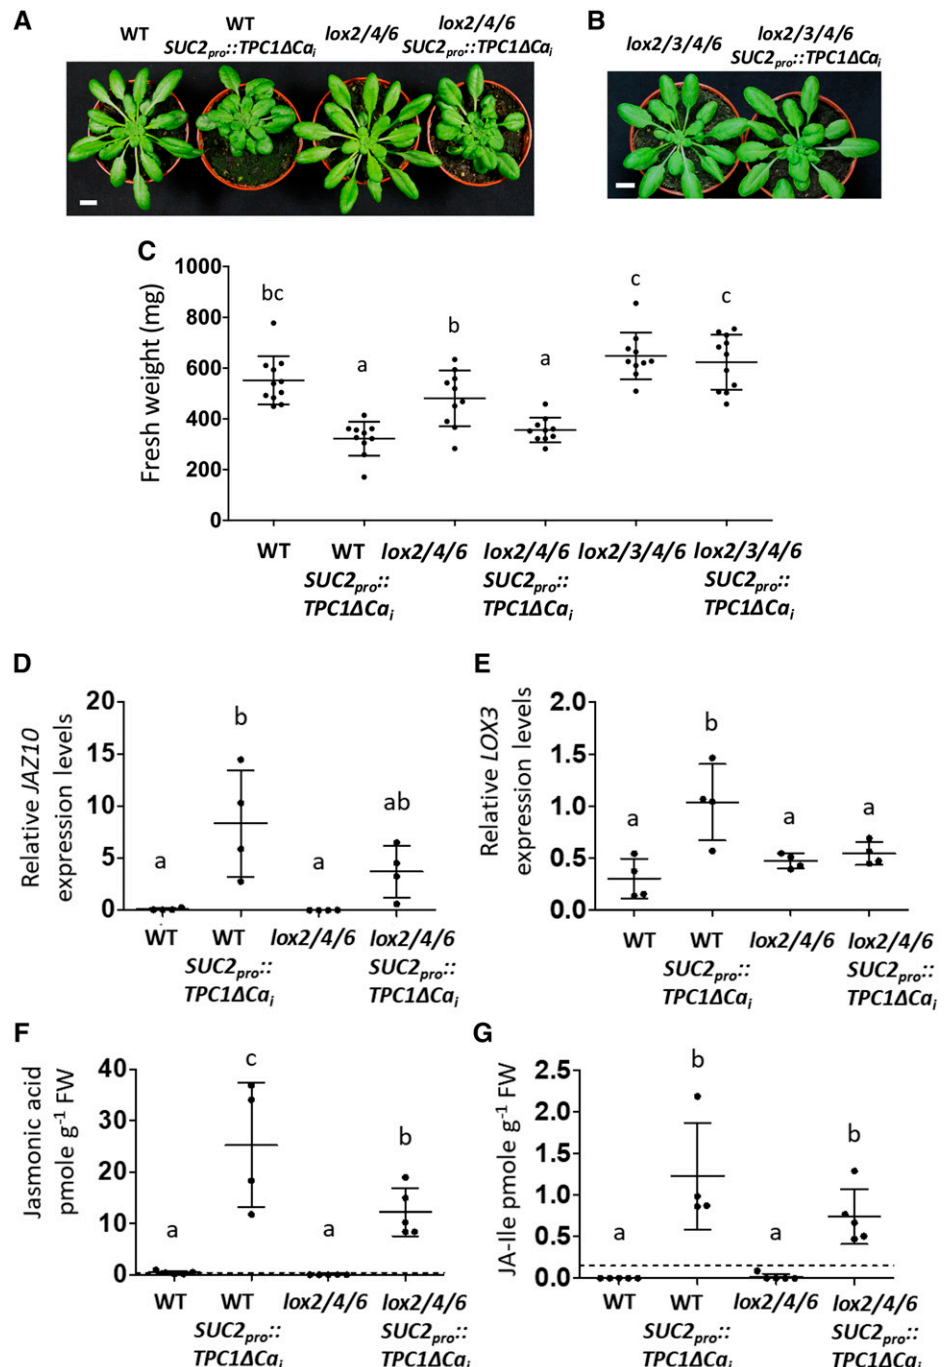 A
WT
WT
SUC2pro::TPC1ΔCai
lox2/4/6
lox2/4/6
SUC2pro::TPC1ΔCai
B
lox2/3/4/6
lox2/3/4/6
SUC2pro::TPC1ΔCai
C
Fresh weight (mg)
1000
800
600
400
200
0
bc
a
b
a
c
c
WT
WT
SUC2pro::
TPC1ΔCai
lox2/4/6
lox2/4/6
SUC2pro::
TPC1ΔCai
lox2/3/4/6
lox2/3/4/6
SUC2pro::
TPC1ΔCai
D
Relative JAZ10
expression levels
20
15
10
5
0
a
b
a
ab
WT
WT
SUC2pro::
TPC1ΔCai
lox2/4/6
lox2/4/6
SUC2pro::
TPC1ΔCai
E
Relative LOX3
expression levels
2.0
1.5
1.0
0.5
0.0
a
b
a
a
WT
WT
SUC2pro::
TPC1ΔCai
lox2/4/6
lox2/4/6
SUC2pro::
TPC1ΔCai
F
Jasmonic acid
pmole g-1 FW
40
30
20
10
0
a
c
a
b
WT
WT
SUC2pro::
TPC1ΔCai
lox2/4/6
lox2/4/6
SUC2pro::
TPC1ΔCai
G
JA-Ile pmole g-1 FW
2.5
2.0
1.5
1.0
0.5
0.0
a
b
a
b
WT
WT
SUC2pro::
TPC1ΔCai
lox2/4/6
lox2/4/6
SUC2pro::
TPC1ΔCai